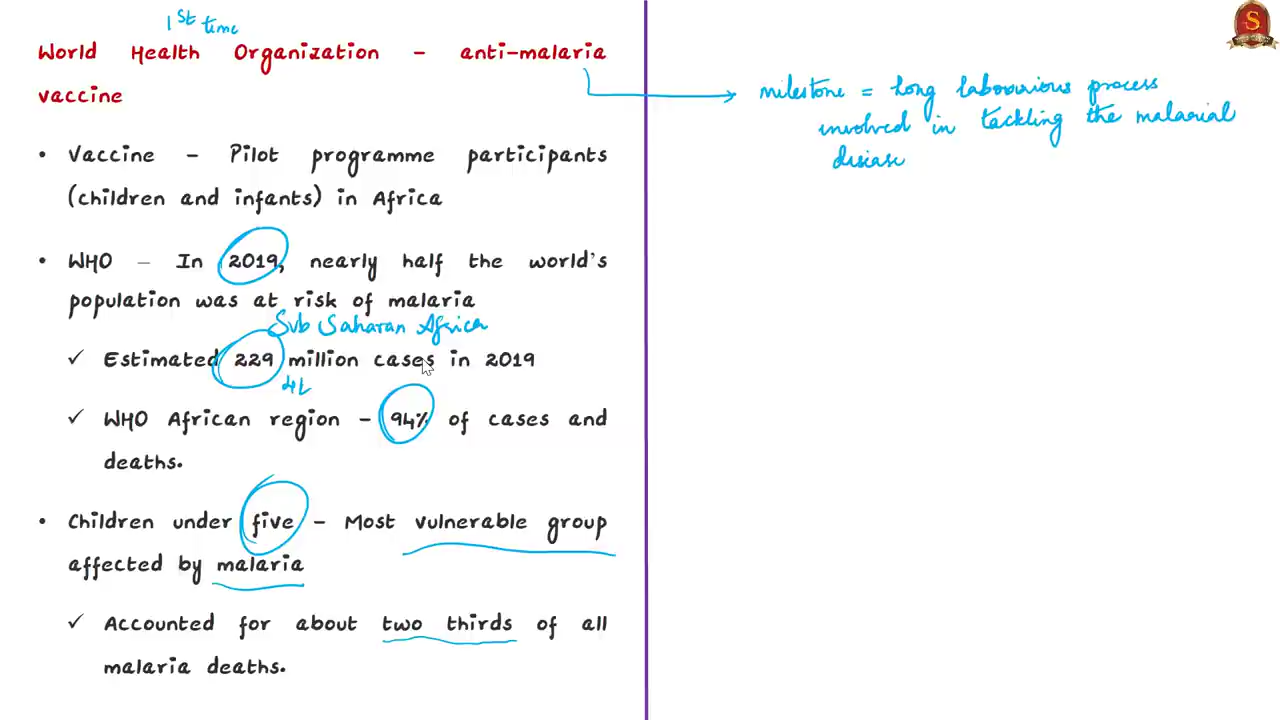 1st time
World Health Organization - anti-malaria
vaccine
• Vaccine - Pilot programme participants
(children and infants) in Africa
• WHO - In 2019, nearly half the world's
population was at risk of malaria
Sub Saharan Africa
✓ Estimated 229 million cases in 2019
✓ WHO African region - 94% of cases and
deaths.
• Children under five - Most vulnerable group
affected by malaria
✓ Accounted for about two thirds of all
malaria deaths.
milestone = long labourious process
involved in tackling the malarial
disease
S